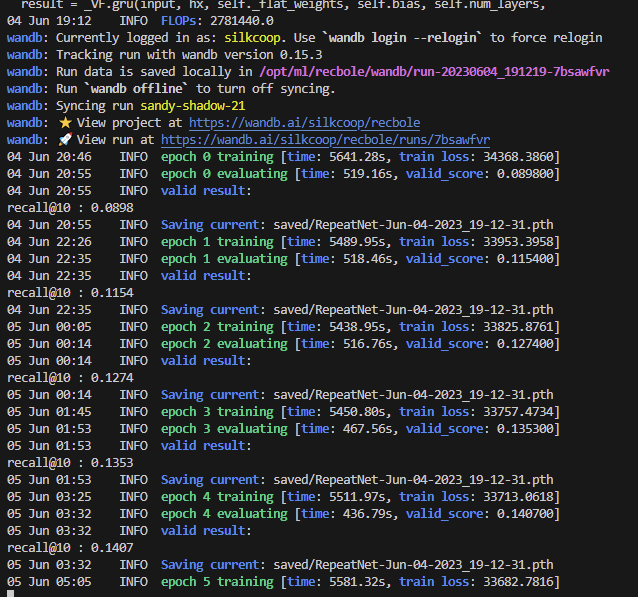 result = _VF.gru(input, hx, self._flat_weights, self.bias, self.num_layers,
04 Jun 19:12    INFO  FLOPs: 2781440.0
wandb: Currently logged in as: silkcoop. Use `wandb login --relogin` to force relogin
wandb: Tracking run with wandb version 0.15.3
wandb: Run data is saved locally in /opt/ml/recbole/wandb/run-20230604_191219-7bsawfvr
wandb: Run `wandb offline` to turn off syncing.
wandb: Syncing run sandy-shadow-21
wandb: ⭐ View project at https://wandb.ai/silkcoop/recbole
wandb: 🚀 View run at https://wandb.ai/silkcoop/recbole/runs/7bsawfvr
04 Jun 20:46    INFO  epoch 0 training [time: 5641.28s, train loss: 34368.3860]
04 Jun 20:55    INFO  epoch 0 evaluating [time: 519.16s, valid_score: 0.089800]
04 Jun 20:55    INFO  valid result:
recall@10 : 0.0898
04 Jun 20:55    INFO  Saving current: saved/RepeatNet-Jun-04-2023_19-12-31.pth
04 Jun 22:26    INFO  epoch 1 training [time: 5489.95s, train loss: 33953.3958]
04 Jun 22:35    INFO  epoch 1 evaluating [time: 518.46s, valid_score: 0.115400]
04 Jun 22:35    INFO  valid result:
recall@10 : 0.1154
04 Jun 22:35    INFO  Saving current: saved/RepeatNet-Jun-04-2023_19-12-31.pth
05 Jun 00:05    INFO  epoch 2 training [time: 5438.95s, train loss: 33825.8761]
05 Jun 00:14    INFO  epoch 2 evaluating [time: 516.76s, valid_score: 0.127400]
05 Jun 00:14    INFO  valid result:
recall@10 : 0.1274
05 Jun 00:14    INFO  Saving current: saved/RepeatNet-Jun-04-2023_19-12-31.pth
05 Jun 01:45    INFO  epoch 3 training [time: 5450.80s, train loss: 33757.4734]
05 Jun 01:53    INFO  epoch 3 evaluating [time: 467.56s, valid_score: 0.135300]
05 Jun 01:53    INFO  valid result:
recall@10 : 0.1353
05 Jun 01:53    INFO  Saving current: saved/RepeatNet-Jun-04-2023_19-12-31.pth
05 Jun 03:25    INFO  epoch 4 training [time: 5511.97s, train loss: 33713.0618]
05 Jun 03:32    INFO  epoch 4 evaluating [time: 436.79s, valid_score: 0.140700]
05 Jun 03:32    INFO  valid result:
recall@10 : 0.1407
05 Jun 03:32    INFO  Saving current: saved/RepeatNet-Jun-04-2023_19-12-31.pth
05 Jun 05:05    INFO  epoch 5 training [time: 5581.32s, train loss: 33682.7816]